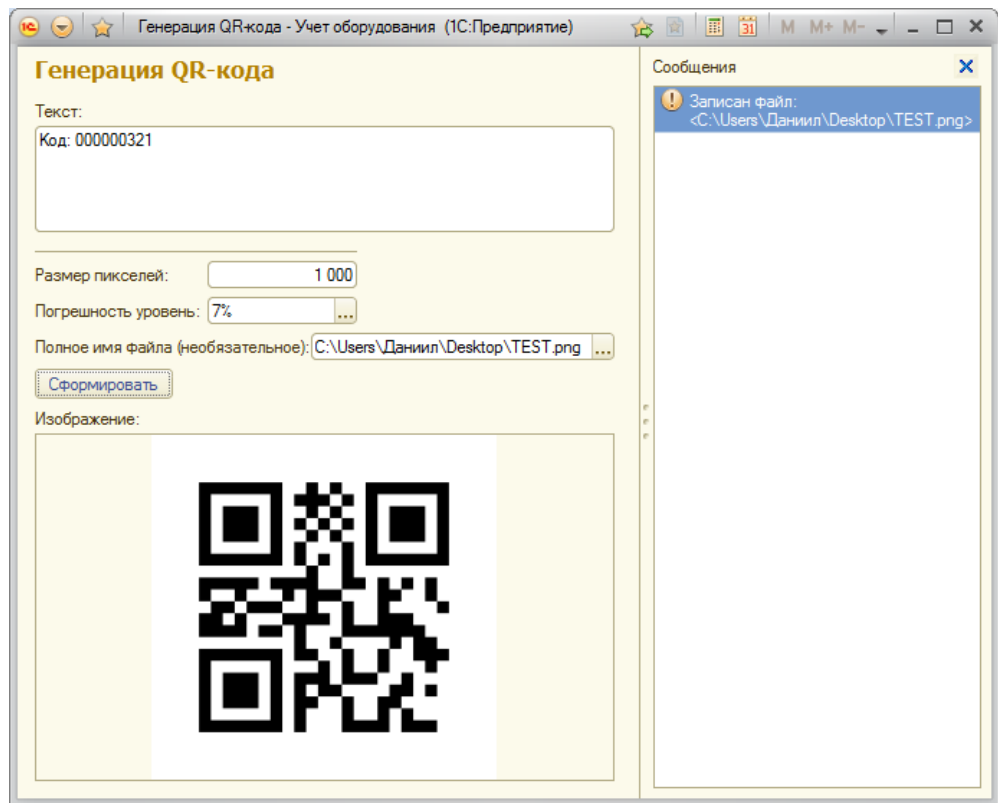 1С Генерация QR-кода - Учет оборудования (1С:Предприятие) 31 M M+ M-
Генерация QR-кода
Текст:
Код: 000000321
Размер пикселей: 1 000
Погрешность уровень: 7% ...
Полное имя файла (необязательное): C:\Users\Даниил\Desktop\TEST.png ...
Сформировать
Изображение:
Сообщения
Записан файл:
<C:\Users\Даниил\Desktop\TEST.png>